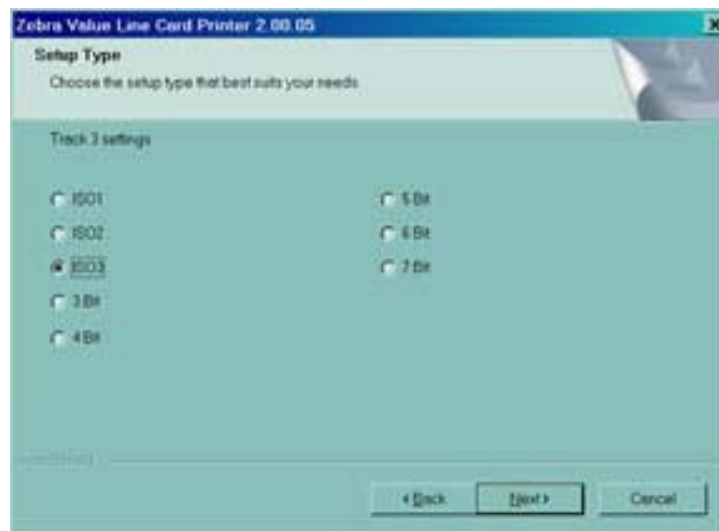 Zebra Value Line Card Printer 2.00.05
Setup Type
Choose the setup type that best suits your needs
Track 3 settings
ISO1
ISO2
ISO3
3 Bit
4 Bit
5 Bit
6 Bit
7 Bit
< Back
Next >
Cancel